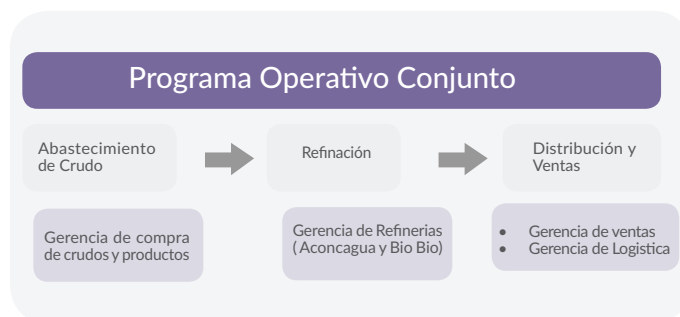 Programa Operativo Conjunto
Abastecimiento
de Crudo
Refinación
Distribución y
Ventas
Gerencia de compra
de crudos y productos
Gerencia de Refinerias
( Aconcagua y Bio Bio)
• Gerencia de ventas
• Gerencia de Logistica